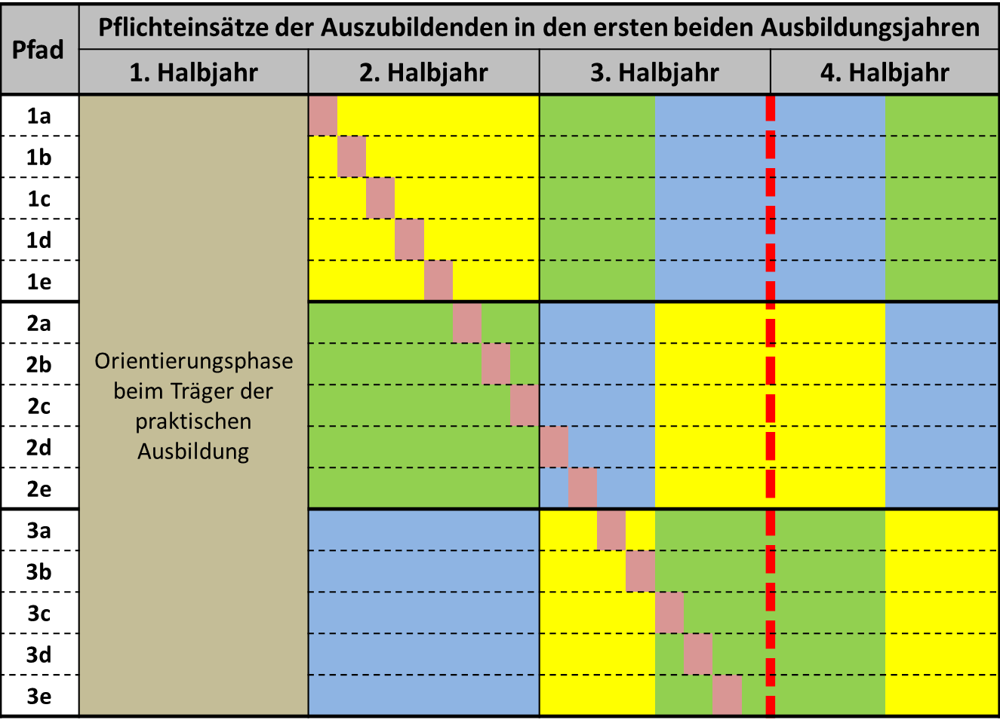 Pfad
Pflichteinsätze der Auszubildenden in den ersten beiden Ausbildungsjahren
1. Halbjahr
2. Halbjahr
3. Halbjahr
4. Halbjahr
1a
1b
1c
1d
1e
2a
2b
2c
2d
2e
3a
3b
3c
3d
3e
Orientierungsphase
beim Träger der
praktischen
Ausbildung